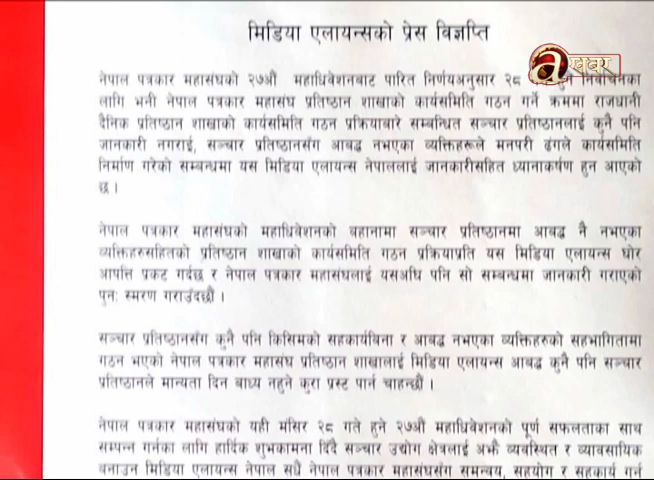 मिडिया एलायन्सको प्रेस विज्ञप्ति
खबर
नेपाल पत्रकार महासंघको २७औं महाधिवेशनबाट पारित निर्णयअनुसार २८ निर्वाचनका
लागि भनी नेपाल पत्रकार महासंघ प्रतिष्ठान शाखाको कार्यसमिति गठन गर्ने क्रममा राजधानी
दैनिक प्रतिष्ठान शाखाको कार्यसमिति गठन प्रक्रियाबारे सम्बन्धित सञ्चार प्रतिष्ठानलाई कुनै पनि
जानकारी नगराई, सञ्चार प्रतिष्ठानसँग आबद्ध नभएका व्यक्तिहरूले मनपरी ढंगले कार्यसमिति
निर्माण गरेको सम्बन्धमा यस मिडिया एलायन्स नेपाललाई जानकारीसहित ध्यानाकर्षण हुन आएको
छ ।
नेपाल पत्रकार महासंघको महाधिवेशनको बहानामा सञ्चार प्रतिष्ठानमा आबद्ध नै नभएका
व्यक्तिहरुसहितको प्रतिष्ठान शाखाको कार्यसमिति गठन प्रक्रियाप्रति यस मिडिया एलायन्स घोर
आपत्ति प्रकट गर्दछ र नेपाल पत्रकार महासंघलाई यसअघि पनि सो सम्बन्धमा जानकारी गराएको
पुनः स्मरण गराउँदछौं ।
सञ्चार प्रतिष्ठानसँग कुनै पनि किसिमको सहकार्यबिना र आबद्ध नभएका व्यक्तिहरुको सहभागितामा
गठन भएको नेपाल पत्रकार महासंघ प्रतिष्ठान शाखालाई मिडिया एलायन्स आबद्ध कुनै पनि सञ्चार
प्रतिष्ठानले मान्यता दिन बाध्य नहुने कुरा प्रस्ट पार्न चाहन्छौं ।
नेपाल पत्रकार महासंघको यही मंसिर २८ गते हुने २७औं महाधिवेशनको पूर्ण सफलताका साथ
सम्पन्न गर्नका लागि हार्दिक शुभकामना दिँदै सञ्चार उद्योग क्षेत्रलाई अझै व्यवस्थित र व्यावसायिक
बनाउन मिडिया एलायन्स नेपाल सधैं नेपाल पत्रकार महासंघसँग समन्वय, सहयोग र सहकार्य गर्न